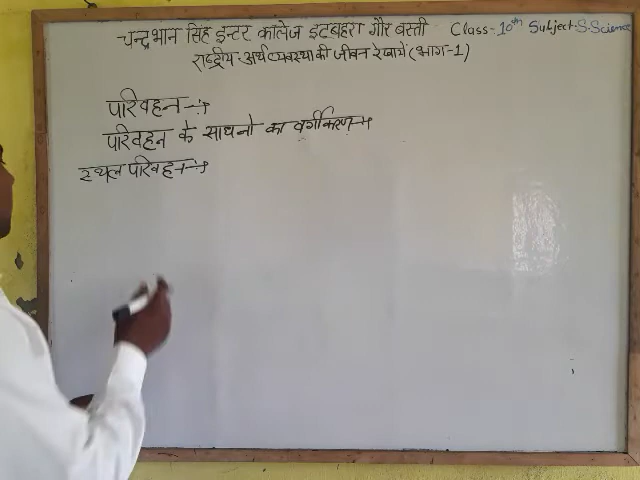 चन्द्रभान सिंह इन्टर कॉलेज इटबहरा गौर बस्ती Class-10th Subject-S.Science
राष्ट्रीय अर्थव्यवस्था की जीवन रेखायें (भाग-1)
परिवहन→
परिवहन के साधनो का वर्गीकरण→
स्थल परिवहन→